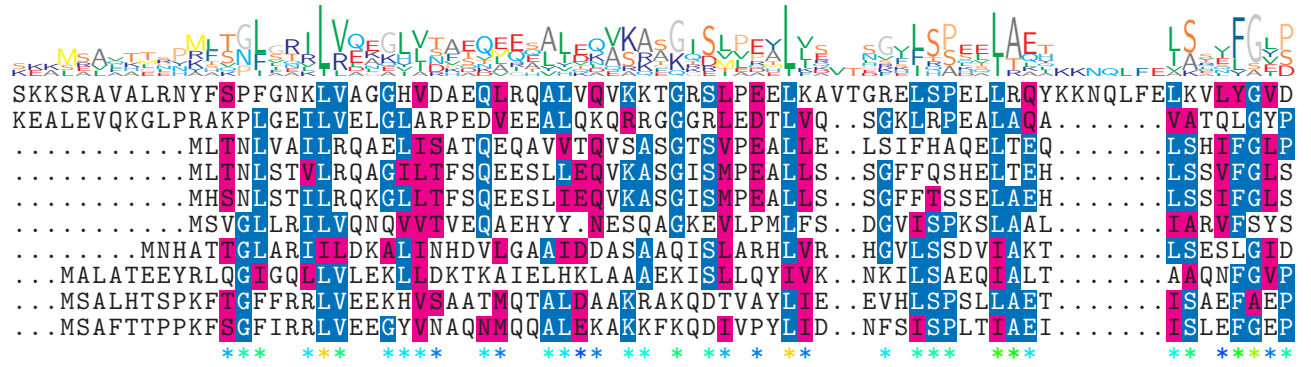 SKKSRAVALRNYFSPFGNKLVAGGHVDAEQLRQALVQVKKTGRSLPEELKAVTGRELSPELLRQYKKNQLFELKVLYGVD
KEALEVQKGLPRAKPLGEILVELGLARPEDVEEALQKQRRGGGRLEDTLVQ..SGKLRPEALAQA.......VATQLGYP
...........MLTNLVAILRQAELISATQEQAVVTQVSASGTSVPEALLE..LSIFHAQELTEQ.......LSHIFGLP
...........MLTNLSTVLRQAGILTFSQEESLLEQVKASGISMPEALLS..SGFFQSHELTEH.......LSSVFGLS
...........MHSNLSTILRQKGLLTFSQEESLIEQVKASGISMPEALLS..SGFFTSSELAEH.......LSSIFGLS
...........MSVGLLRILVQNQVVTVEQAEHYY.NESQAGKEVLPMLFS..DGVISPKSLAAL.......IARVFSYS
........MNHATTGLARIILDKALINHDVLGAAIDDASAAQISLARHLVR..HGVLSSDVIAKT.......LSESLGID
...MALATEEYRLQGIGQLLVLEKLLDKTKAIELHKLAAAEKISLLQYIVK..NKILSAEQIALT.......AAQNFGVP
...MSALHTSPKFTGFFRRLVEEKHVSAATMQTALDAAKRAKQDTVAYLIE..EVHLSPSLLAET.......ISAEFAEP
...MSAFTTPPKFSGFIRRLVEEGYVNAQNMQQALEKAKKFKQDIVPYLID..NFSISPLTIAEI.......ISLEFGEP